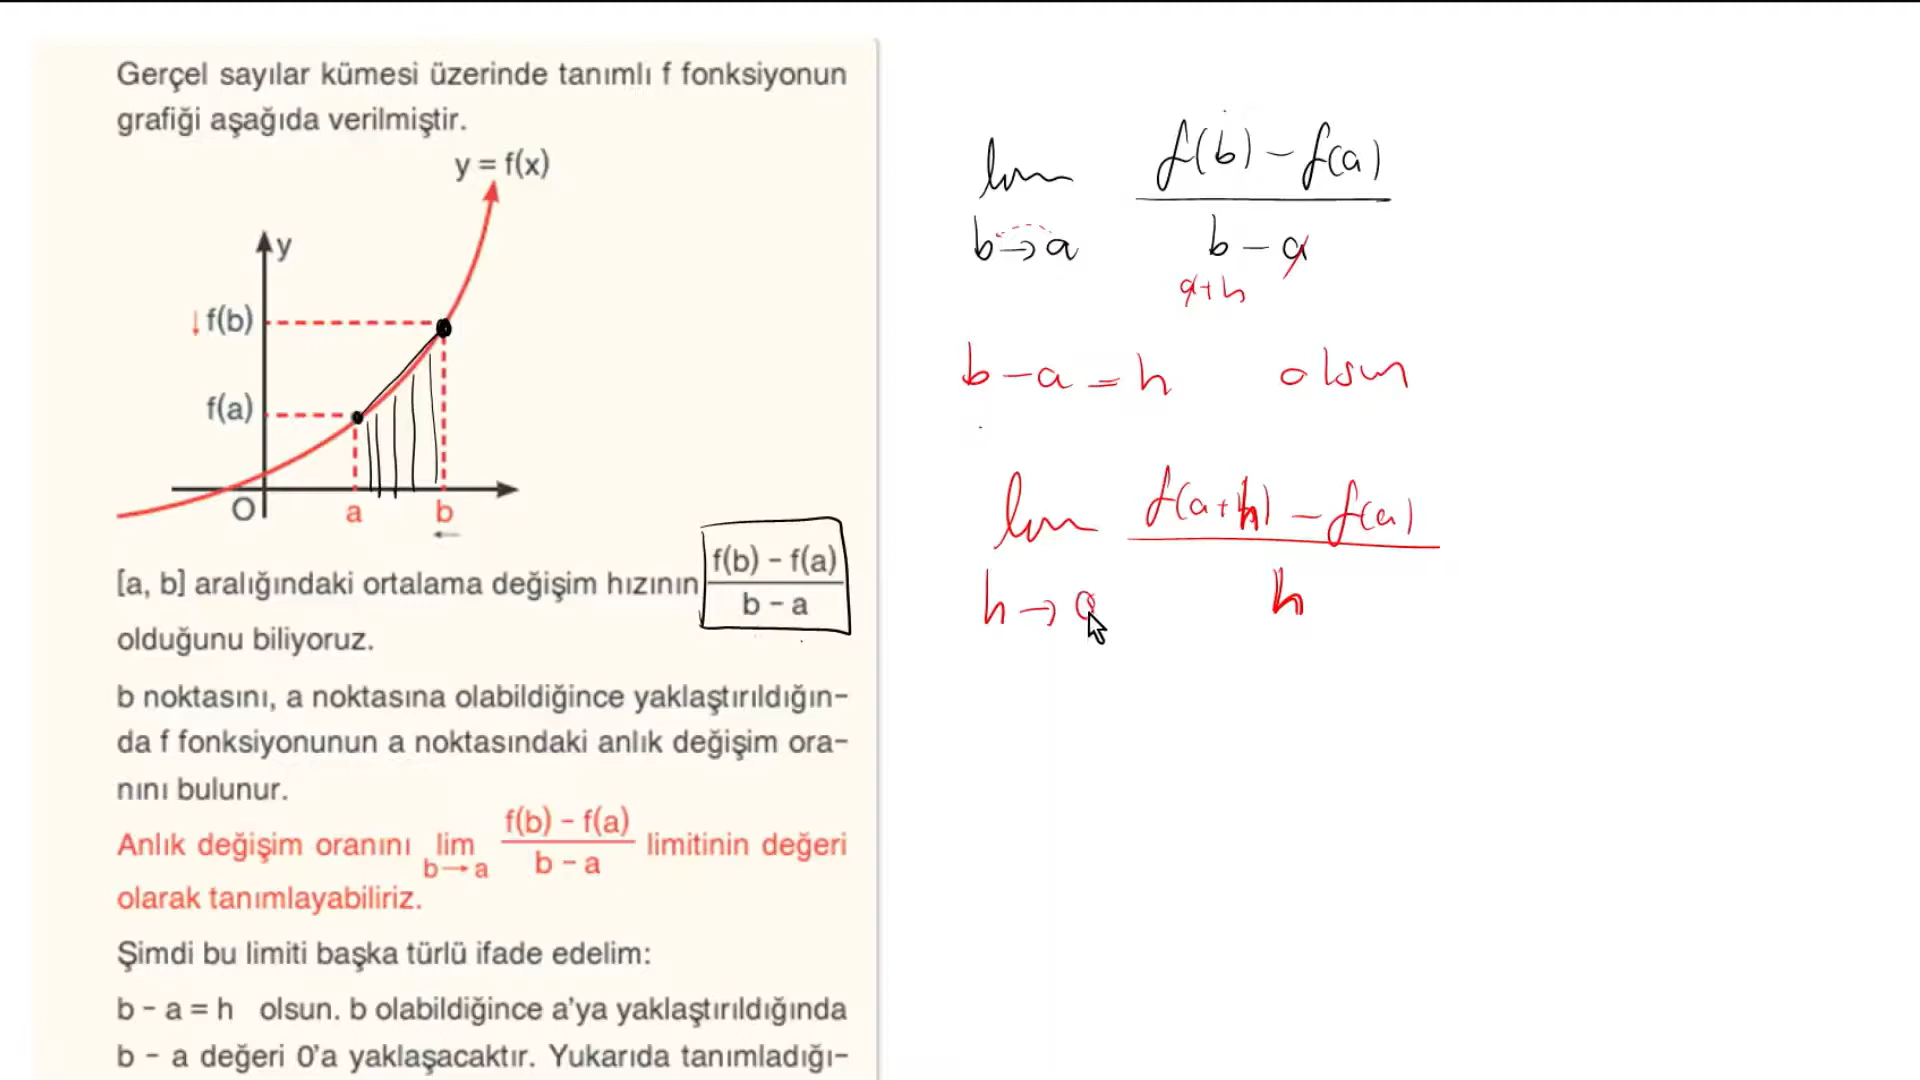 Gerçel sayılar kümesi üzerinde tanımlı f fonksiyonun
grafiği aşağıda verilmiştir.
y = f(x)
y
↓ f(b)
f(a)
O
a
b
←
[a, b] aralığındaki ortalama değişim hızının f(b) - f(a) / b - a
olduğunu biliyoruz.
b noktasını, a noktasına olabildiğince yaklaştırıldığın-
da f fonksiyonunun a noktasındaki anlık değişim ora-
nını bulunur.
Anlık değişim oranını lim b→a f(b) - f(a) / b - a limitinin değeri
olarak tanımlayabiliriz.
Şimdi bu limiti başka türlü ifade edelim:
b - a = h olsun. b olabildiğince a'ya yaklaştırıldığında
b - a değeri 0'a yaklaşacaktır. Yukarıda tanımladığı-
lim b→a f(b) - f(a) / b - a
a+h
b - a = h olsun
lim h→0 f(a+h) - f(a) / h